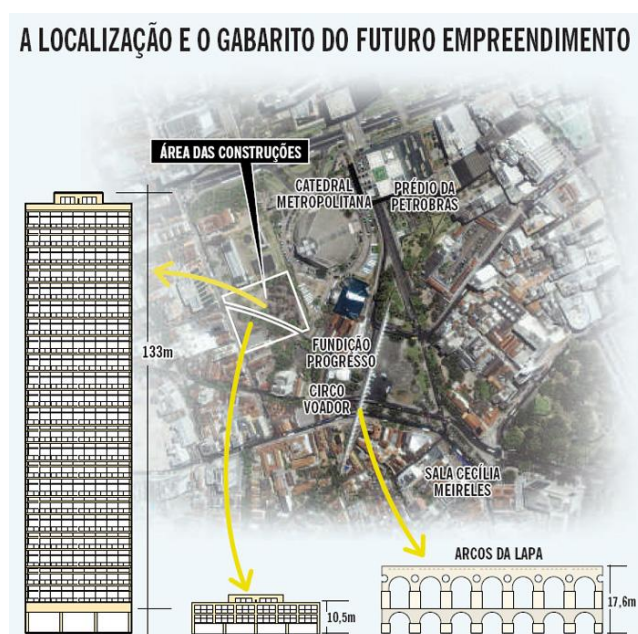 A LOCALIZAÇÃO E O GABARITO DO FUTURO EMPREENDIMENTO
ÁREA DAS CONSTRUÇÕES
CATEDRAL
METROPOLITANA
PRÉDIO DA
PETROBRAS
133m
FUNDIÇÃO
PROGRESSO
CIRCO
VOADOR
SALA CECÍLIA
MEIRELES
ARCOS DA LAPA
10,5m
17,6m